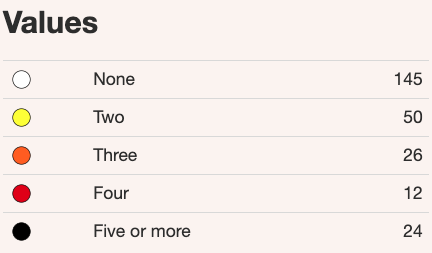 Values
None 145
Two 50
Three 26
Four 12
Five or more 24